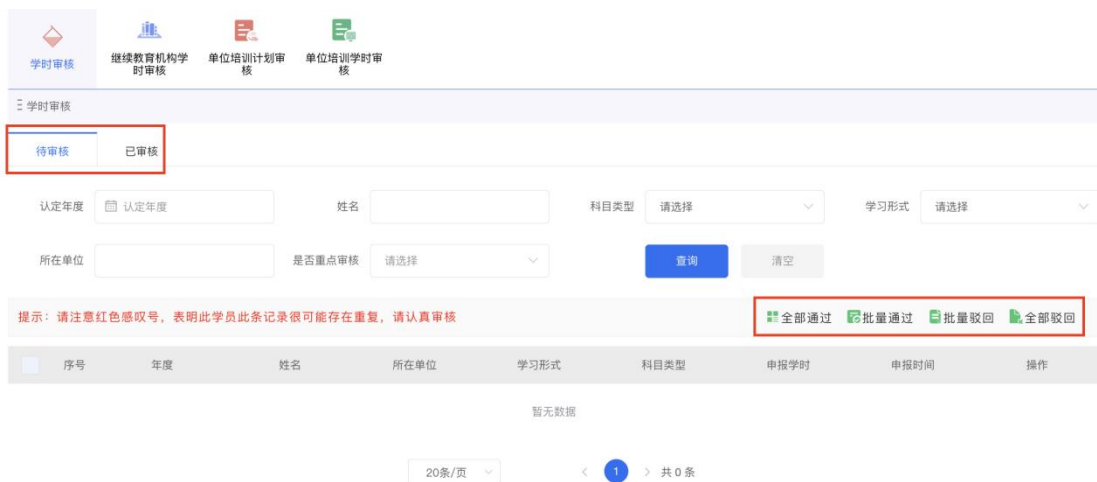 学时审核
继续教育机构学
时审核
单位培训计划审
核
单位培训学时审
核
学时审核
待审核 已审核
认定年度 认定年度 姓名 科目类型 请选择 学习形式 请选择
所在单位 是否重点审核 请选择 查询 清空
提示：请注意红色感叹号，表明此学员此条记录很可能存在重复，请认真审核 全部通过 批量通过 批量驳回 全部驳回
序号 年度 姓名 所在单位 学习形式 科目类型 申报学时 申报时间 操作
暂无数据
20条/页 < 1 > 共 0 条